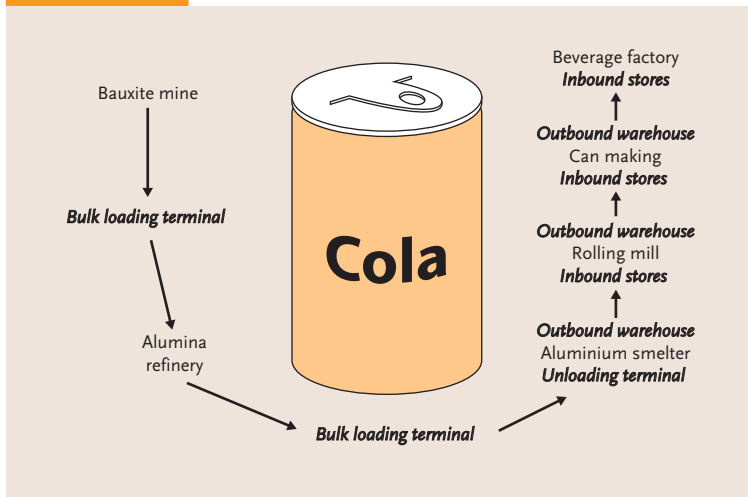 Bauxite mine
Bulk loading terminal
Alumina
refinery
Bulk loading terminal
Cola
Beverage factory
Inbound stores
Outbound warehouse
Can making
Inbound stores
Outbound warehouse
Rolling mill
Inbound stores
Outbound warehouse
Aluminium smelter
Unloading terminal